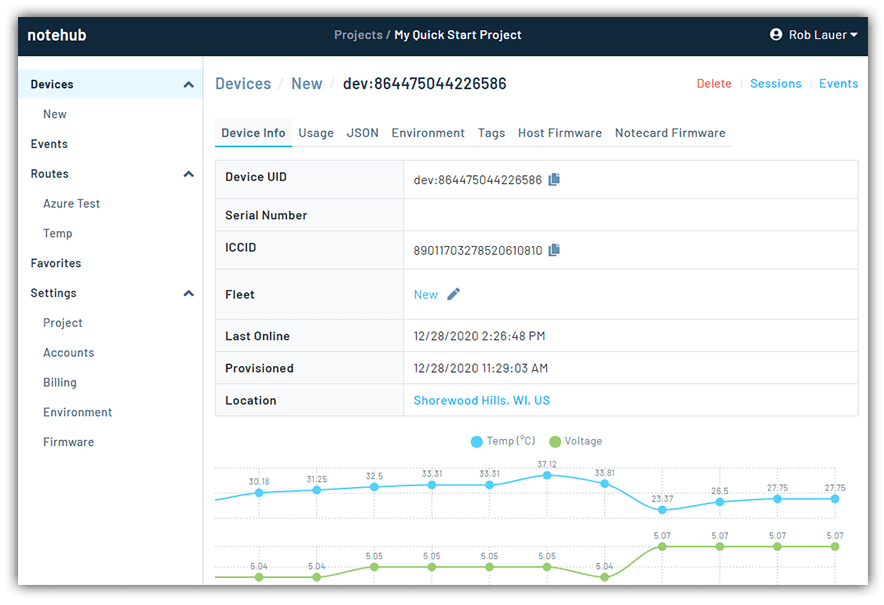 notehub
Projects / My Quick Start Project
Rob Lauer
Devices
New
Events
Routes
Azure Test
Temp
Favorites
Settings
Project
Accounts
Billing
Environment
Firmware
Devices / New / dev:864475044226586
Delete Sessions Events
Device Info Usage JSON Environment Tags Host Firmware Notecard Firmware
Device UID dev:864475044226586
Serial Number
ICCID 89011703278520610810
Fleet New
Last Online 12/28/2020 2:26:48 PM
Provisioned 12/28/2020 11:29:03 AM
Location Shorewood Hills, WI, US
Temp (°C) Voltage
30.18 31.25 32.5 33.31 33.31 37.12 33.81 23.37 26.5 27.75 27.75
5.04 5.04 5.05 5.05 5.05 5.05 5.04 5.07 5.07 5.07 5.07